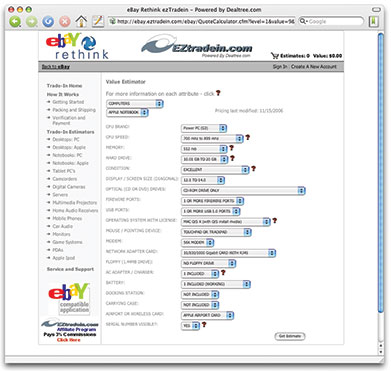 eBay Rethink ezTradein - Powered by Dealtree.com
http://ebay.eztradein.com/ebay/QuoteCalculator.cfm?level=1&value=96
Google
ebY rethink
EZtradein.com
Powered By Dealtree.com
Estimates: 0 Value: $0.00
Back to eBay
Sign In | Create A New Account
Trade-In Home
How It Works
Getting Started
Packing and Shipping
Verification and Payment
Trade-In Estimators
Desktop: PC
Desktop: Apple
Notebooks: PC
Notebooks: Apple
Tablet PC's
Camcorders
Digital Cameras
Servers
Multimedia Projectors
Home Audio Receivers
Mobile Phones
Car Audio
Monitors
Game Systems
PDAs
Apple iPods
Service and Support
ebY
compatible application
EZtradein.com
Affiliate Program
Pays 3% Commissions
Click Here
Value Estimator
For more information on each attribute - click ?
COMPUTERS
APPLE NOTEBOOK
Pricing last modified: 11/15/2006
CPU BRAND: Power PC (G3)
CPU SPEED: 700 MHz to 899 MHz ?
MEMORY: 512 MB ?
HARD DRIVE: 10.05 GB TO 20 GB ?
CONDITION: EXCELLENT ?
DISPLAY / SCREEN SIZE (DIAGONAL): 12.0 TO 14.0
OPTICAL (CD OR DVD) DRIVES: CD-ROM DRIVE ONLY ?
FIREWIRE PORTS: 1 OR MORE FIREWIRE PORTS
USB PORTS: 1 OR MORE USB 1.0 PORTS
OPERATING SYSTEM WITH LICENSE: MAC O/S X (with O/S install media) ?
MOUSE (POINTING DEVICE): TOUCHPAD OR TRACKPAD
MODEM: 56K MODEM
NETWORK ADAPTER CARD: 10/100/1000 Gigabit CARD WITH RJ45
FLOPPY (1.44MB DRIVE): NO FLOPPY DRIVE
AC ADAPTER / CHARGER: 1 INCLUDED ?
BATTERY: 1 INCLUDED (WORKING)
DOCKING STATION: NOT INCLUDED
CARRYING CASE: NOT INCLUDED
AIRPORT OR WIRELESS CARD: APPLE AIRPORT CARD
SERIAL NUMBER VISIBLE?: YES ?
Get Estimate